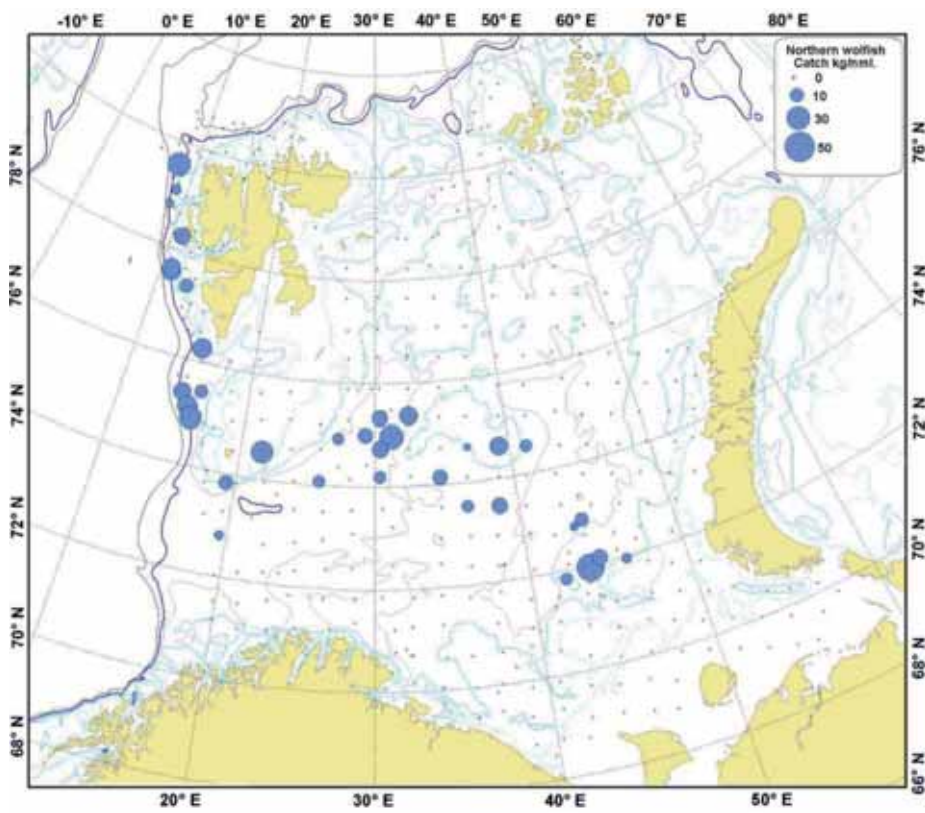 -10° E 0° E 10° E 20° E 30° E 40° E 50° E 60° E 70° E 80° E
Northern wolfish
Catch kg/nml.
0
10
30
50
78° N
76° N
74° N
72° N
70° N
68° N
76° N
74° N
72° N
70° N
68° N
66° N
20° E 30° E 40° E 50° E